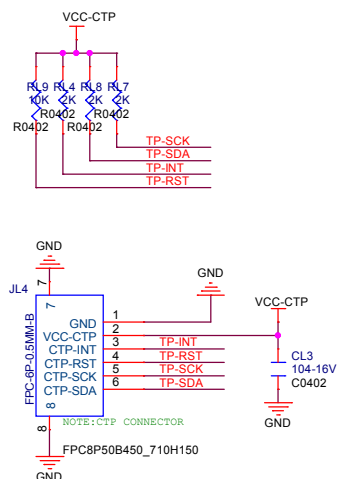 VCC-CTP
RL9 RL4 RL8 RL7
10K 2K 2K 2K
R0402 R0402
R0402 R0402
TP-SCK
TP-SDA
TP-INT
TP-RST
GND
7
JL4
FPC-6P-0.5MM-B
7
GND 1
VCC-CTP 2
CTP-INT 3 TP-INT
CTP-RST 4 TP-RST
CTP-SCK 5 TP-SCK
CTP-SDA 6 TP-SDA
8
8
NOTE:CTP CONNECTOR
FPC8P50B450_710H150
GND
GND
VCC-CTP
CL3
104-16V
C0402
GND